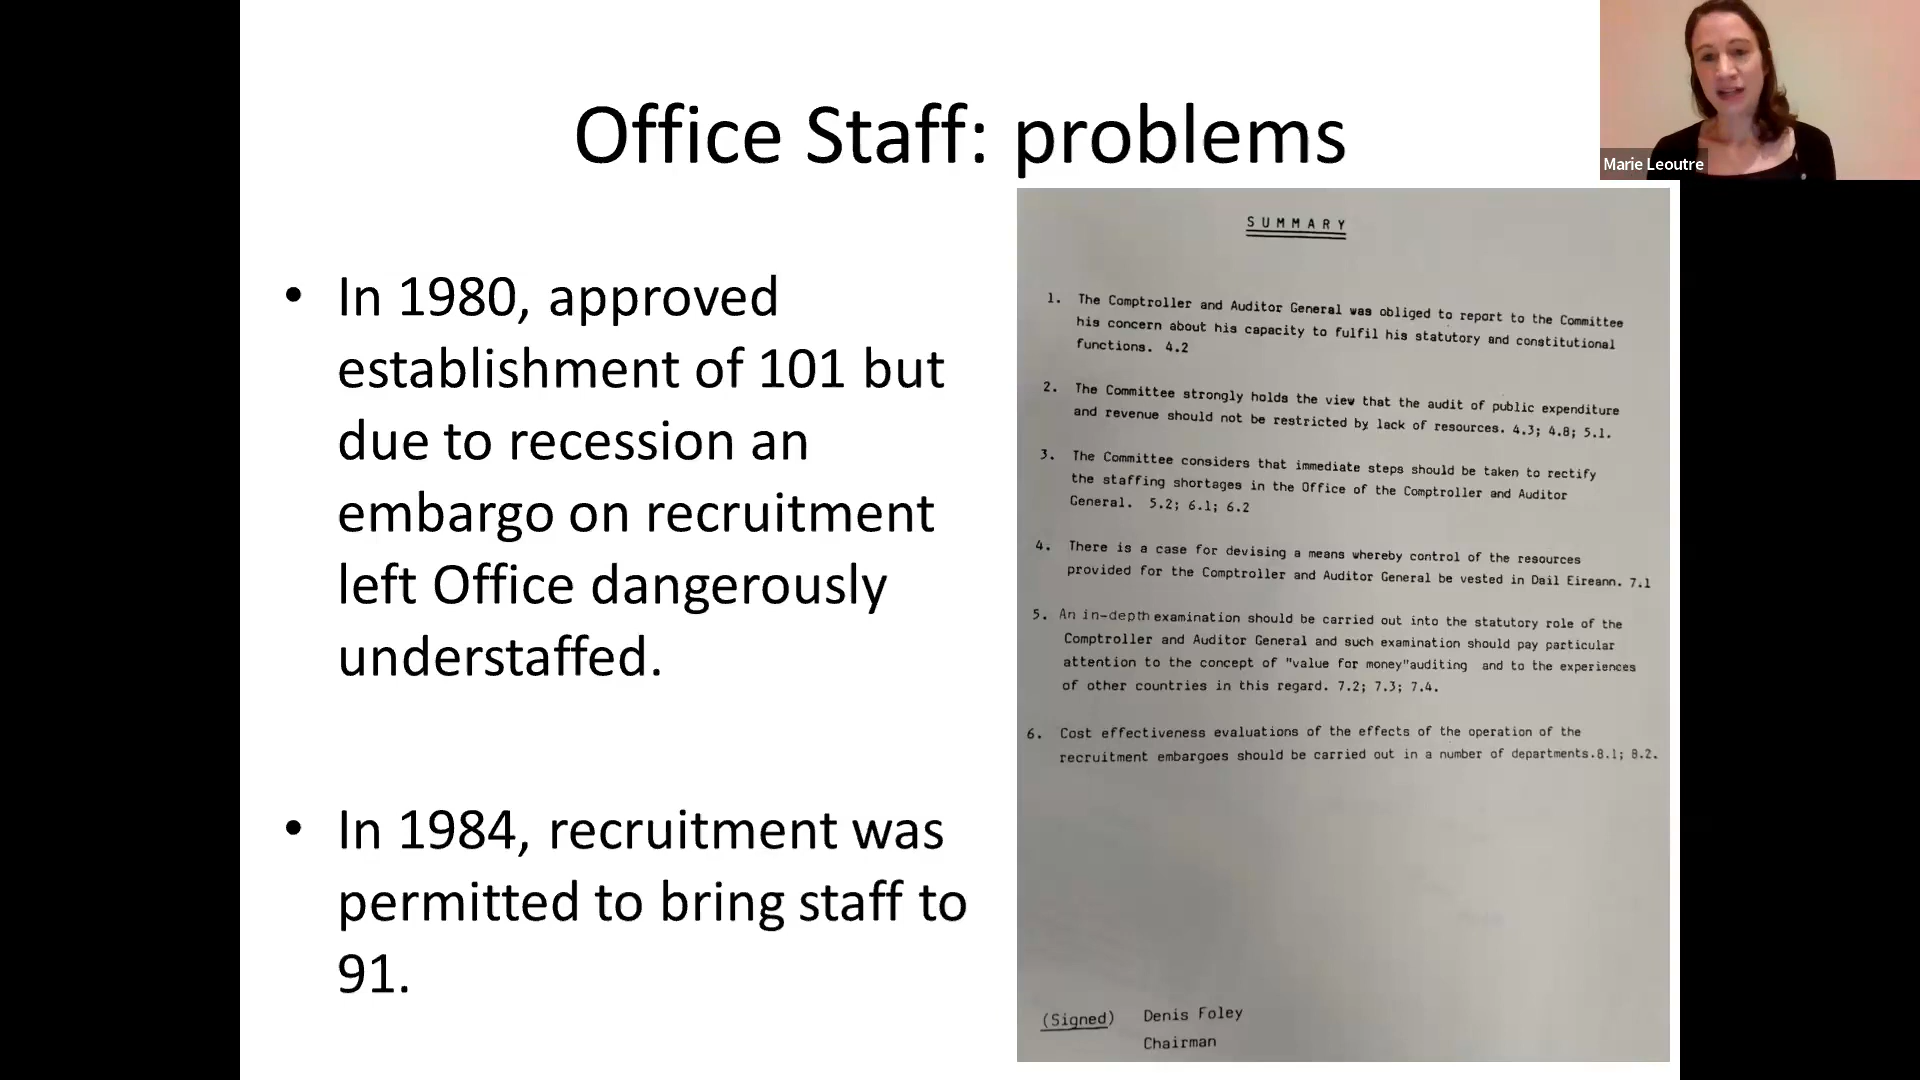 Office Staff: problems
• In 1980, approved
establishment of 101 but
due to recession an
embargo on recruitment
left Office dangerously
understaffed.
• In 1984, recruitment was
permitted to bring staff to
91.
SUMMARY
1. The Comptroller and Auditor General was obliged to report to the Committee
his concern about his capacity to fulfil his statutory and constitutional
functions. 4.2
2. The Committee strongly holds the view that the audit of public expenditure
and revenue should not be restricted by lack of resources. 4.3; 4.8; 5.1.
3. The Committee considers that immediate steps should be taken to rectify
the staffing shortages in the Office of the Comptroller and Auditor
General. 5.2; 6.1; 6.2
4. There is a case for devising a means whereby control of the resources
provided for the Comptroller and Auditor General be vested in Dail Eireann. 7.1
5. An in-depth examination should be carried out into the statutory role of the
Comptroller and Auditor General and such examination should pay particular
attention to the concept of "value for money"auditing and to the experiences
of other countries in this regard. 7.2; 7.3; 7.4.
6. Cost effectiveness evaluations of the effects of the operation of the
recruitment embargoes should be carried out in a number of departments.8.1; 8.2.
(Signed) Denis Foley
Chairman
Marie Leoutre